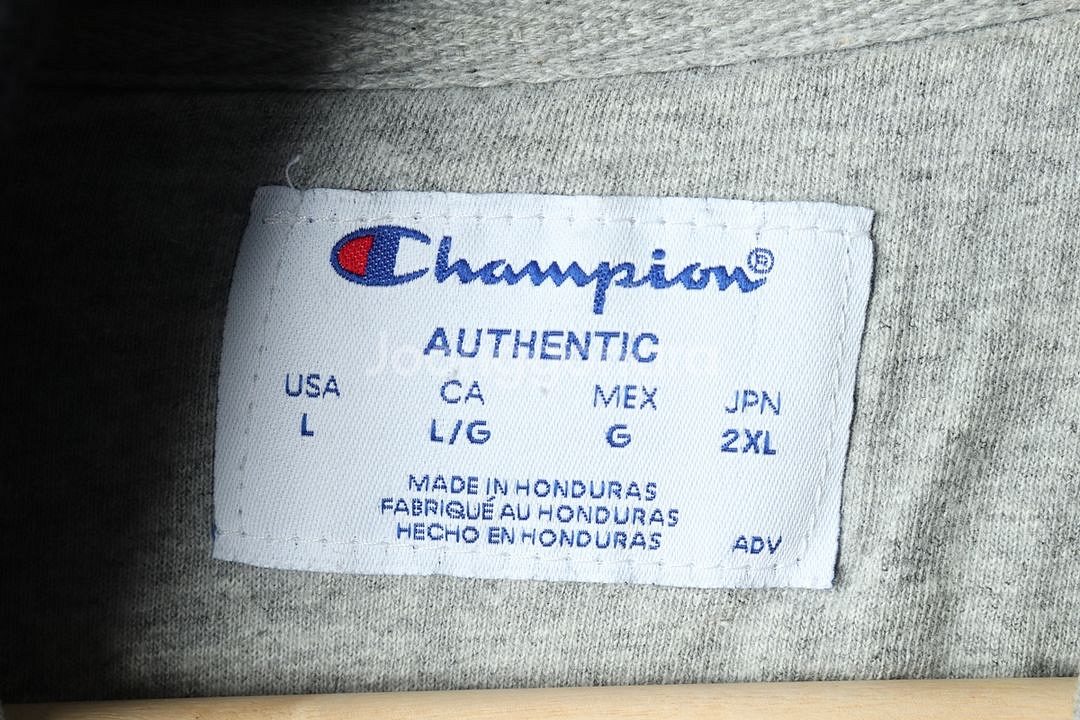 Champion®
AUTHENTIC
USA CA MEX JPN
L L/G G 2XL
MADE IN HONDURAS
FABRIQUÉ AU HONDURAS
HECHO EN HONDURAS ADV